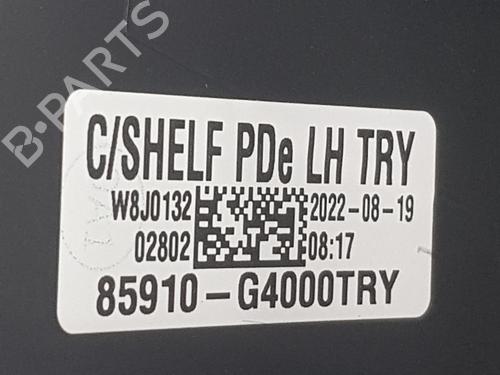 B-PARTS
C/SHELF PDe LH TRY
W8J0132 2022-08-19
02802 08:17
85910-G4000TRY